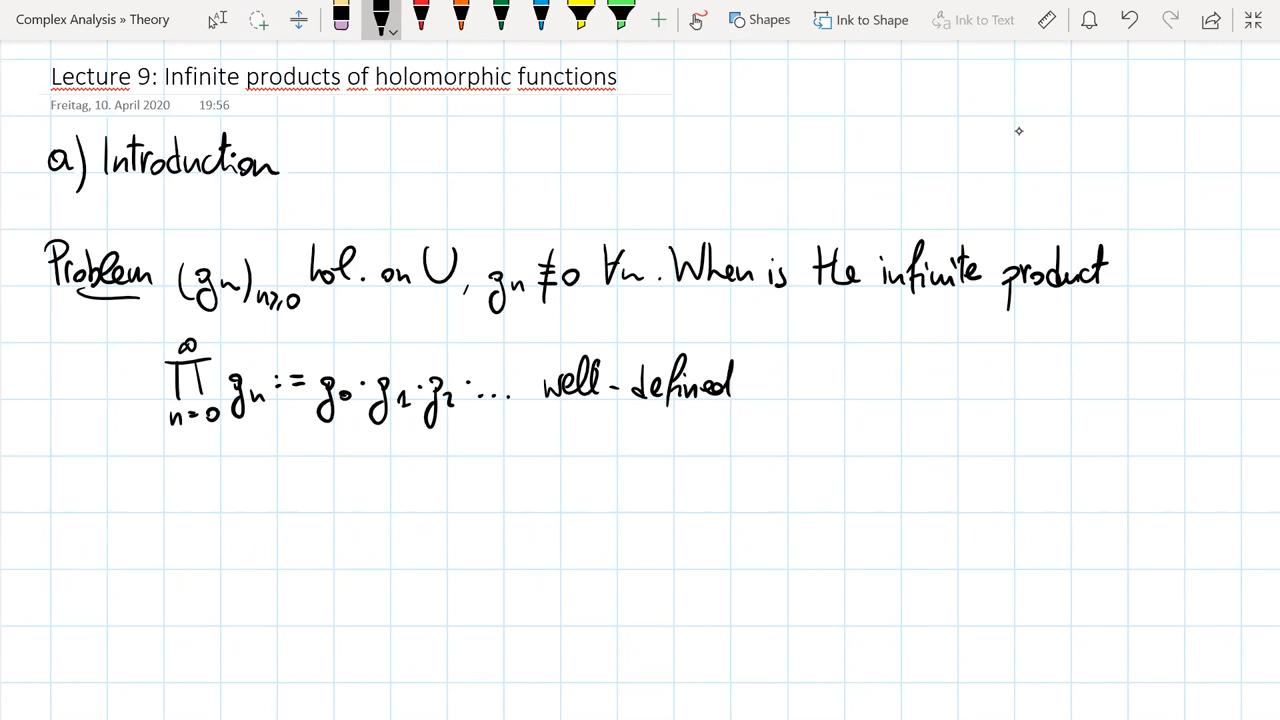 Complex Analysis » Theory
Shapes
Ink to Shape
Ink to Text
Lecture 9: Infinite products of holomorphic functions
Freitag, 10. April 2020 19:56
a) Introduction
Problem (gₙ)ₙ≥₀ hol. on U, gₙ ≢ 0 ∀n. When is the infinite product
∞
∏ gₙ := g₀ · g₁ · g₂ · ... well-defined
n=0